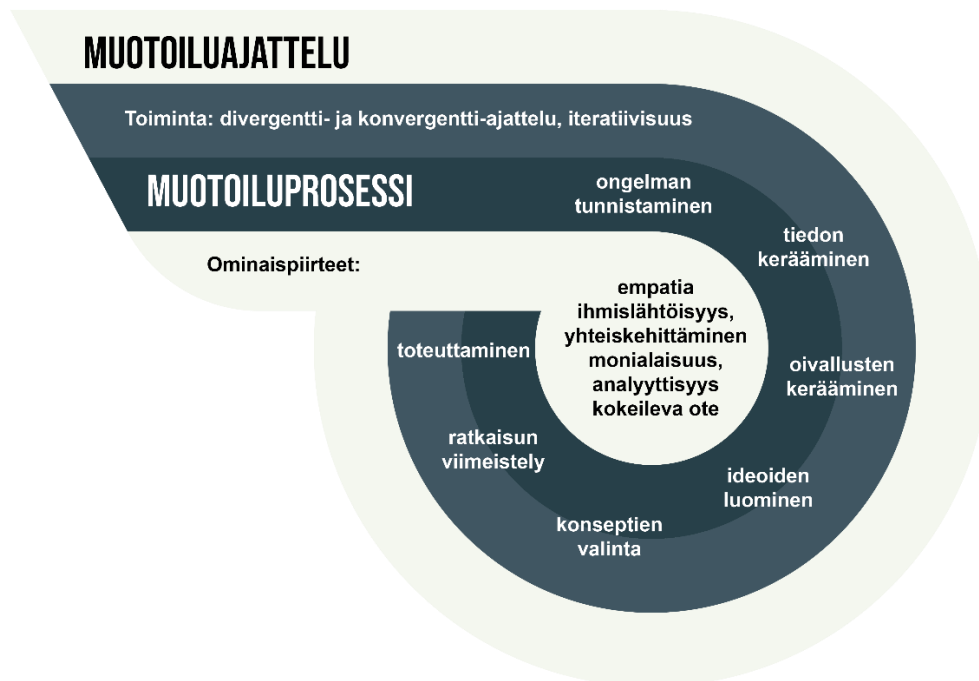 MUOTOILUAJATTELU
Toiminta: divergentti- ja konvergentti-ajattelu, iteratiivisuus
MUOTOILUPROSESSI
ongelman
tunnistaminen
tiedon
kerääminen
oivallusten
kerääminen
ideoiden
luominen
konseptien
valinta
ratkaisun
viimeistely
toteuttaminen
Ominaispiirteet:
empatia
ihmislähtöisyys,
yhteiskehittäminen
monialaisuus,
analyyttisyys
kokeileva ote